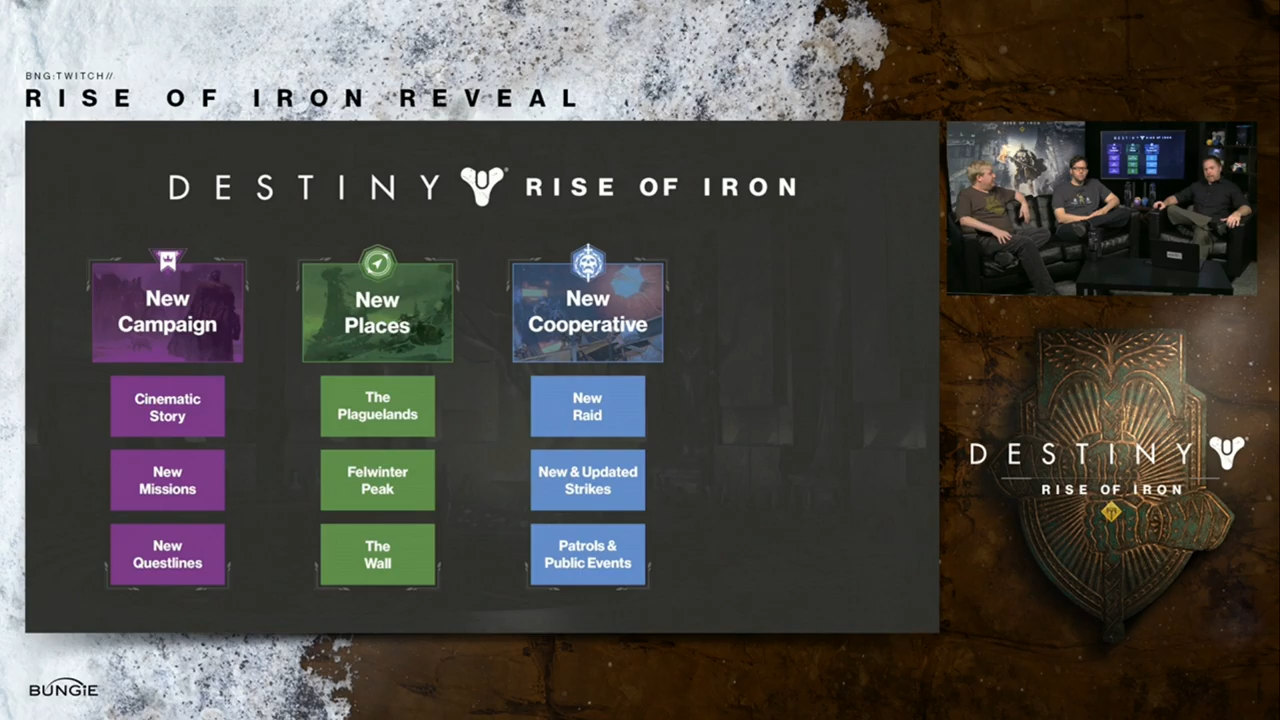 BNG:TWITCH//
RISE OF IRON REVEAL
DESTINY RISE OF IRON
New
Campaign
Cinematic
Story
New
Missions
New
Questlines
New
Places
The
Plaguelands
Felwinter
Peak
The
Wall
New
Cooperative
New
Raid
New & Updated
Strikes
Patrols &
Public Events
DESTINY
RISE OF IRON
BUNGiE